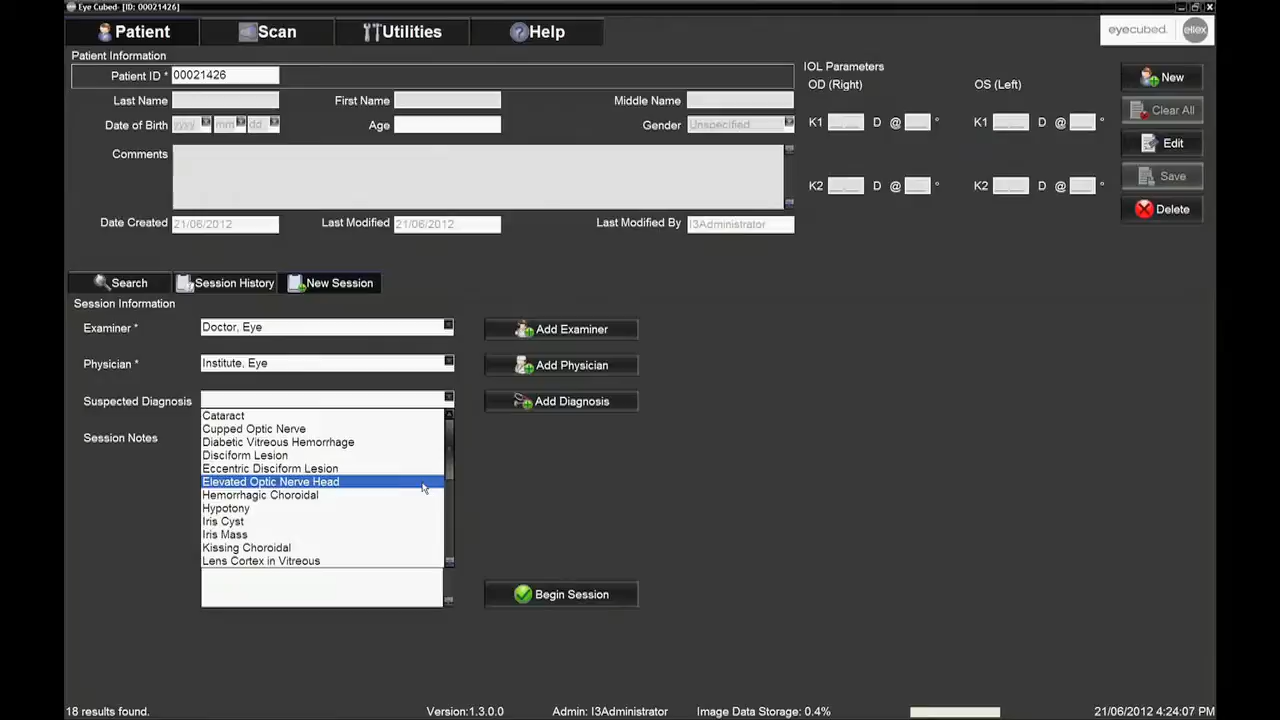 Eye Cubed- [ID: 00021426]
Patient
Scan
Utilities
Help
eyecubed. ellex
Patient Information
Patient ID * 00021426
Last Name
First Name
Middle Name
Date of Birth yyyy mm dd
Age
Gender Unspecified
Comments
Date Created 21/06/2012
Last Modified 21/06/2012
Last Modified By I3Administrator
IOL Parameters
OD (Right)
OS (Left)
K1 D @ °
K1 D @ °
K2 D @ °
K2 D @ °
New
Clear All
Edit
Save
Delete
Search
Session History
New Session
Session Information
Examiner * Doctor, Eye
Add Examiner
Physician * Institute, Eye
Add Physician
Suspected Diagnosis
Add Diagnosis
Cataract
Cupped Optic Nerve
Diabetic Vitreous Hemorrhage
Disciform Lesion
Eccentric Disciform Lesion
Elevated Optic Nerve Head
Hemorrhagic Choroidal
Hypotony
Iris Cyst
Iris Mass
Kissing Choroidal
Lens Cortex in Vitreous
Session Notes
Begin Session
18 results found.
Version:1.3.0.0
Admin: I3Administrator
Image Data Storage: 0.4%
21/06/2012 4:24:07 PM